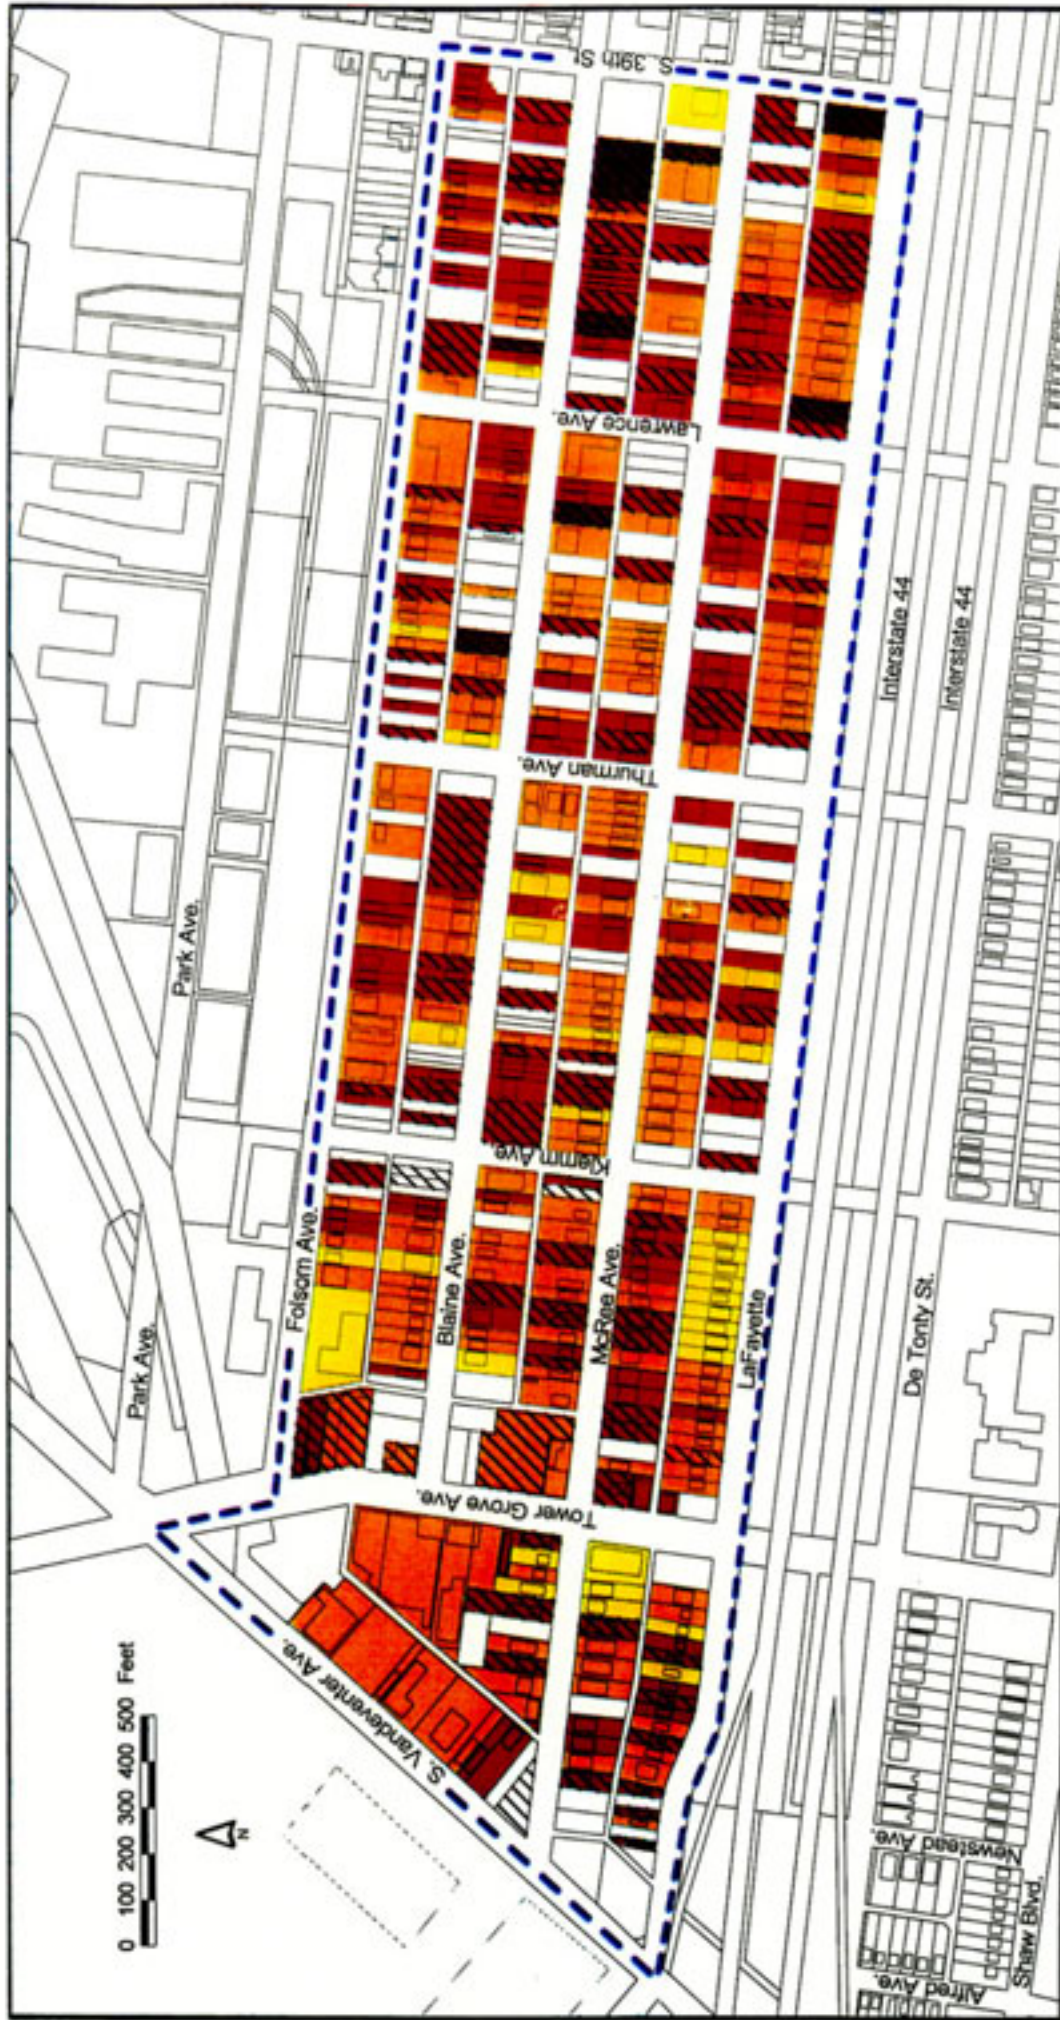 S. 39th St.
Lawrence Ave.
Thurman Ave.
Klemm Ave.
Tower Grove Ave.
S. Vandeventer Ave.
Park Ave.
Park Ave.
Folsom Ave.
Blaine Ave.
McRee Ave.
LaFayette
Interstate 44
Interstate 44
De Tonty St.
Newstead Ave.
Alfred Ave.
Shaw Blvd.
0 100 200 300 400 500 Feet
N